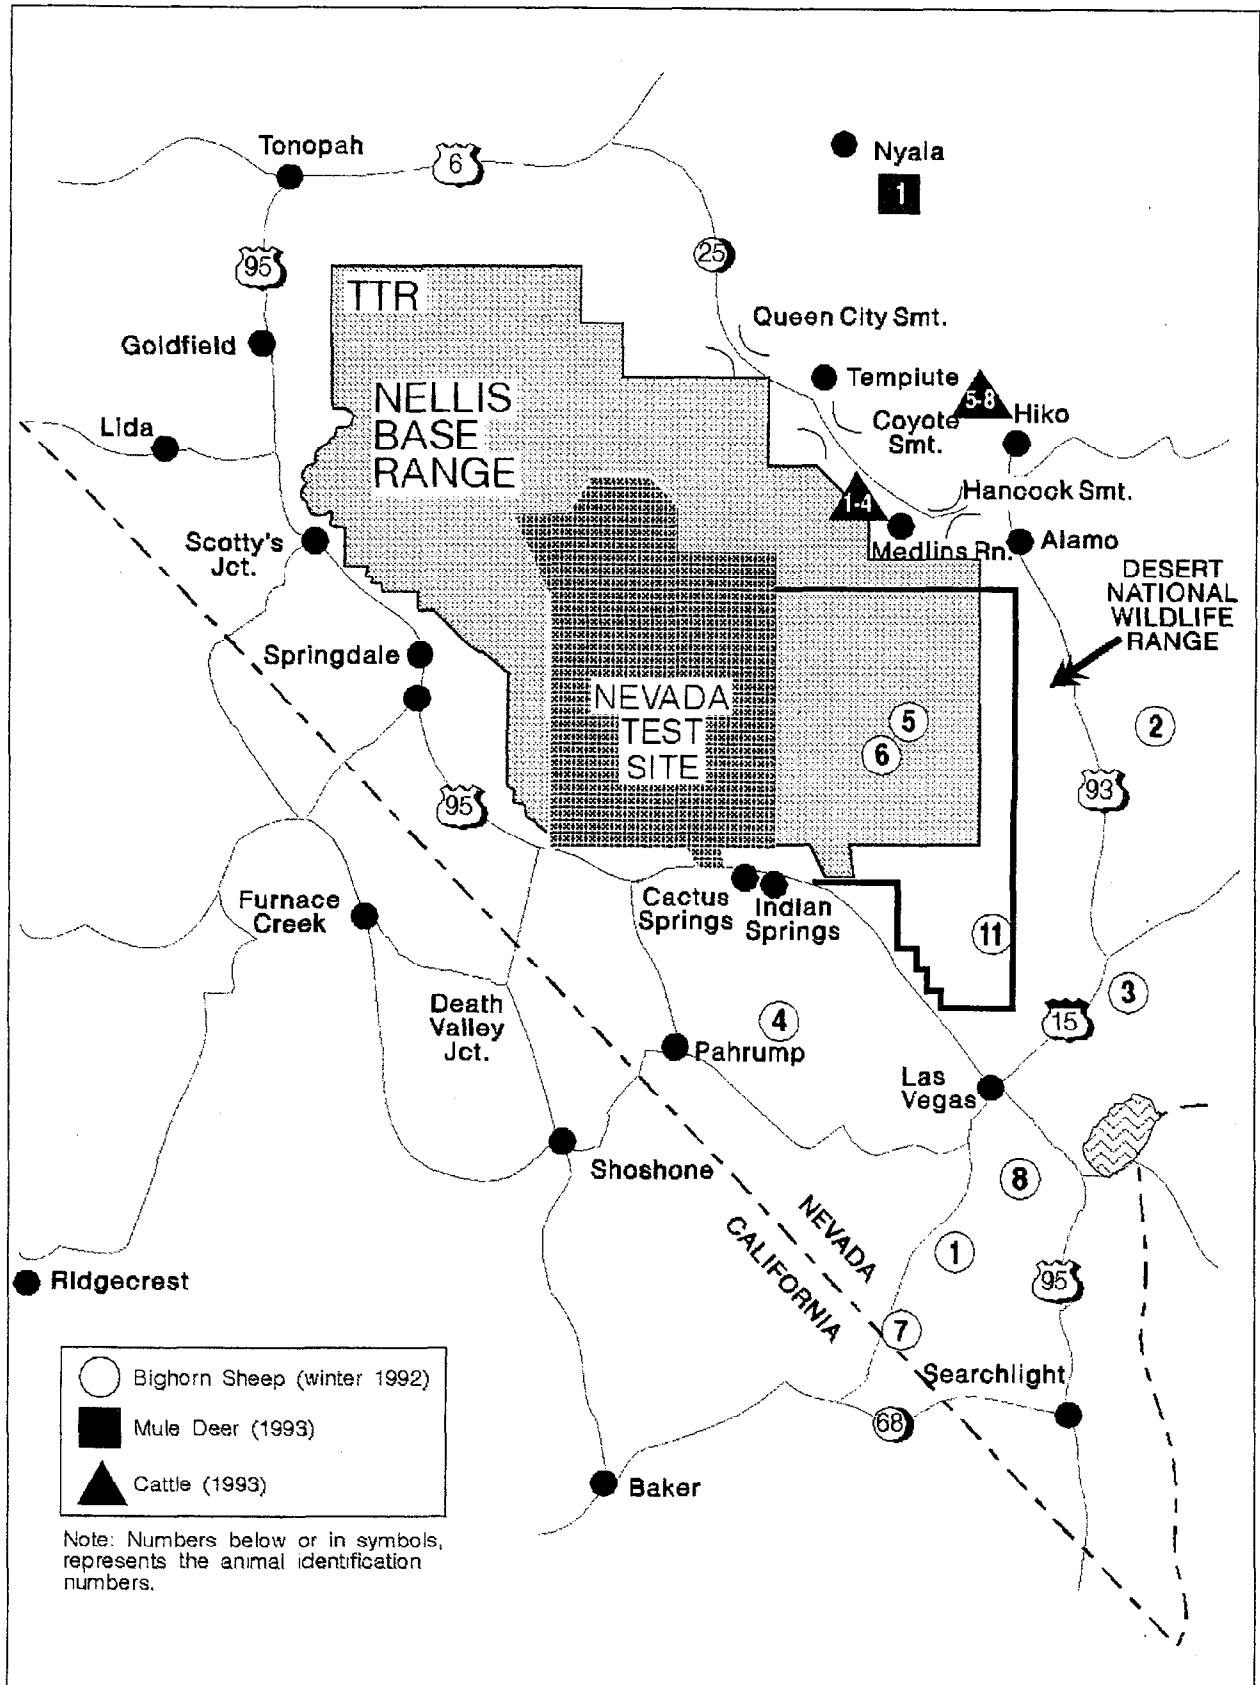 Tonopah
6
Nyala
1
95
25
TTR
Queen City Smt.
Goldfield
Tempiute
5-8
NELLIS
BASE
RANGE
Coyote
Smt.
Hiko
Lida
1-4
Hancock Smt.
Scotty's
Jct.
Medlins Rn.
Alamo
DESERT
NATIONAL
WILDLIFE
RANGE
Springdale
NEVADA
TEST
SITE
5
6
2
95
93
Furnace
Creek
Cactus
Springs
Indian
Springs
11
Death
Valley
Jct.
4
3
15
Pahrump
Las
Vegas
Shoshone
8
NEVADA
CALIFORNIA
1
95
Ridgecrest
7
Searchlight
68
Baker
Bighorn Sheep (winter 1992)
Mule Deer (1993)
Cattle (1993)
Note: Numbers below or in symbols,
represents the animal identification
numbers.